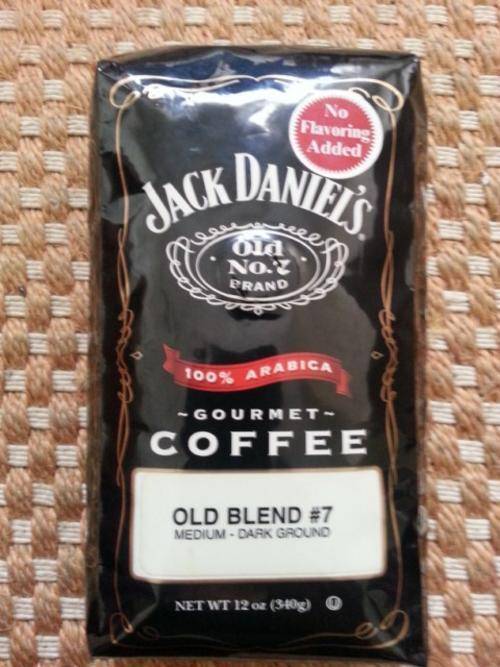 No
Flavoring
Added
JACK DANIEL'S
Old
No. 7
BRAND
100% ARABICA
~GOURMET~
COFFEE
OLD BLEND #7
MEDIUM - DARK GROUND
NET WT 12 oz (340g) Ⓤ